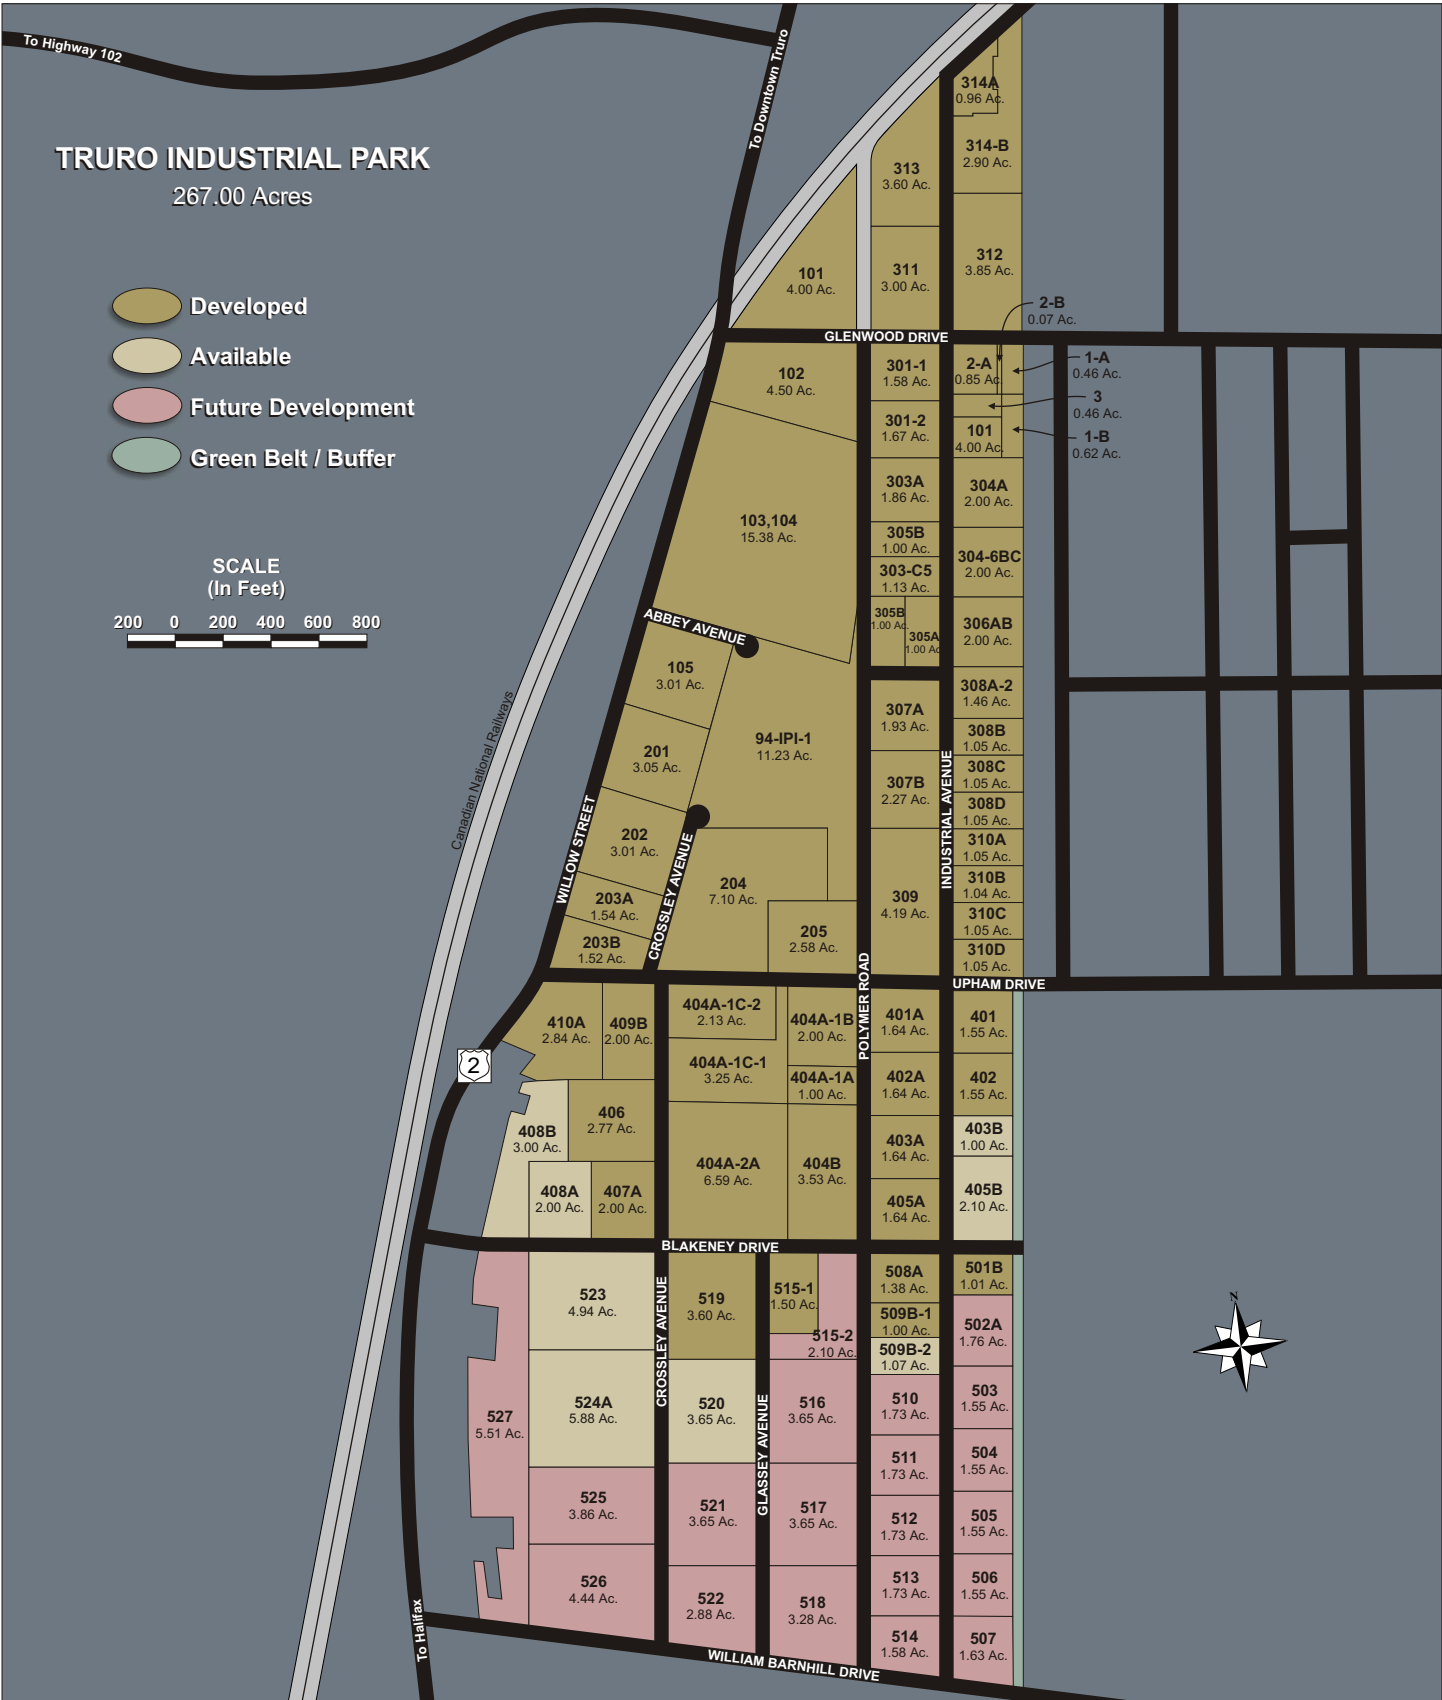 To Highway 102
To Downtown Truro
TRURO INDUSTRIAL PARK
267.00 Acres
Developed
Available
Future Development
Green Belt / Buffer
SCALE
(In Feet)
200 0 200 400 600 800
Canadian National Railways
314A
0.96 Ac.
314-B
2.90 Ac.
313
3.60 Ac.
312
3.85 Ac.
311
3.00 Ac.
101
4.00 Ac.
2-B
0.07 Ac.
GLENWOOD DRIVE
102
4.50 Ac.
301-1
1.58 Ac.
2-A
0.85 Ac.
1-A
0.46 Ac.
3
0.46 Ac.
301-2
1.67 Ac.
101
4.00 Ac.
1-B
0.62 Ac.
303A
1.86 Ac.
304A
2.00 Ac.
103,104
15.38 Ac.
305B
1.00 Ac.
304-6BC
2.00 Ac.
303-C5
1.13 Ac.
305B
1.00 Ac.
305A
1.00 Ac
306AB
2.00 Ac.
ABBEY AVENUE
105
3.01 Ac.
308A-2
1.46 Ac.
307A
1.93 Ac.
94-IPI-1
11.23 Ac.
308B
1.05 Ac.
201
3.05 Ac.
308C
1.05 Ac.
307B
2.27 Ac.
308D
1.05 Ac.
INDUSTRIAL AVENUE
WILLOW STREET
202
3.01 Ac.
310A
1.05 Ac.
CROSSLEY AVENUE
310B
1.04 Ac.
204
7.10 Ac.
203A
1.54 Ac.
309
4.19 Ac.
310C
1.05 Ac.
205
2.58 Ac.
203B
1.52 Ac.
310D
1.05 Ac.
POLYMER ROAD
UPHAM DRIVE
404A-1C-2
2.13 Ac.
410A
2.84 Ac.
409B
2.00 Ac.
404A-1B
2.00 Ac.
401A
1.64 Ac.
401
1.55 Ac.
2
404A-1C-1
3.25 Ac.
404A-1A
1.00 Ac.
402A
1.64 Ac.
402
1.55 Ac.
406
2.77 Ac.
408B
3.00 Ac.
403A
1.64 Ac.
403B
1.00 Ac.
404A-2A
6.59 Ac.
404B
3.53 Ac.
408A
2.00 Ac.
407A
2.00 Ac.
405A
1.64 Ac.
405B
2.10 Ac.
BLAKENEY DRIVE
523
4.94 Ac.
CROSSLEY AVENUE
519
3.60 Ac.
515-1
1.50 Ac.
508A
1.38 Ac.
501B
1.01 Ac.
509B-1
1.00 Ac.
515-2
2.10 Ac.
502A
1.76 Ac.
N
509B-2
1.07 Ac.
527
5.51 Ac.
524A
5.88 Ac.
520
3.65 Ac.
GLASSEY AVENUE
516
3.65 Ac.
510
1.73 Ac.
503
1.55 Ac.
511
1.73 Ac.
504
1.55 Ac.
525
3.86 Ac.
521
3.65 Ac.
517
3.65 Ac.
512
1.73 Ac.
505
1.55 Ac.
526
4.44 Ac.
522
2.88 Ac.
518
3.28 Ac.
513
1.73 Ac.
506
1.55 Ac.
514
1.58 Ac.
507
1.63 Ac.
To Halifax
WILLIAM BARNHILL DRIVE